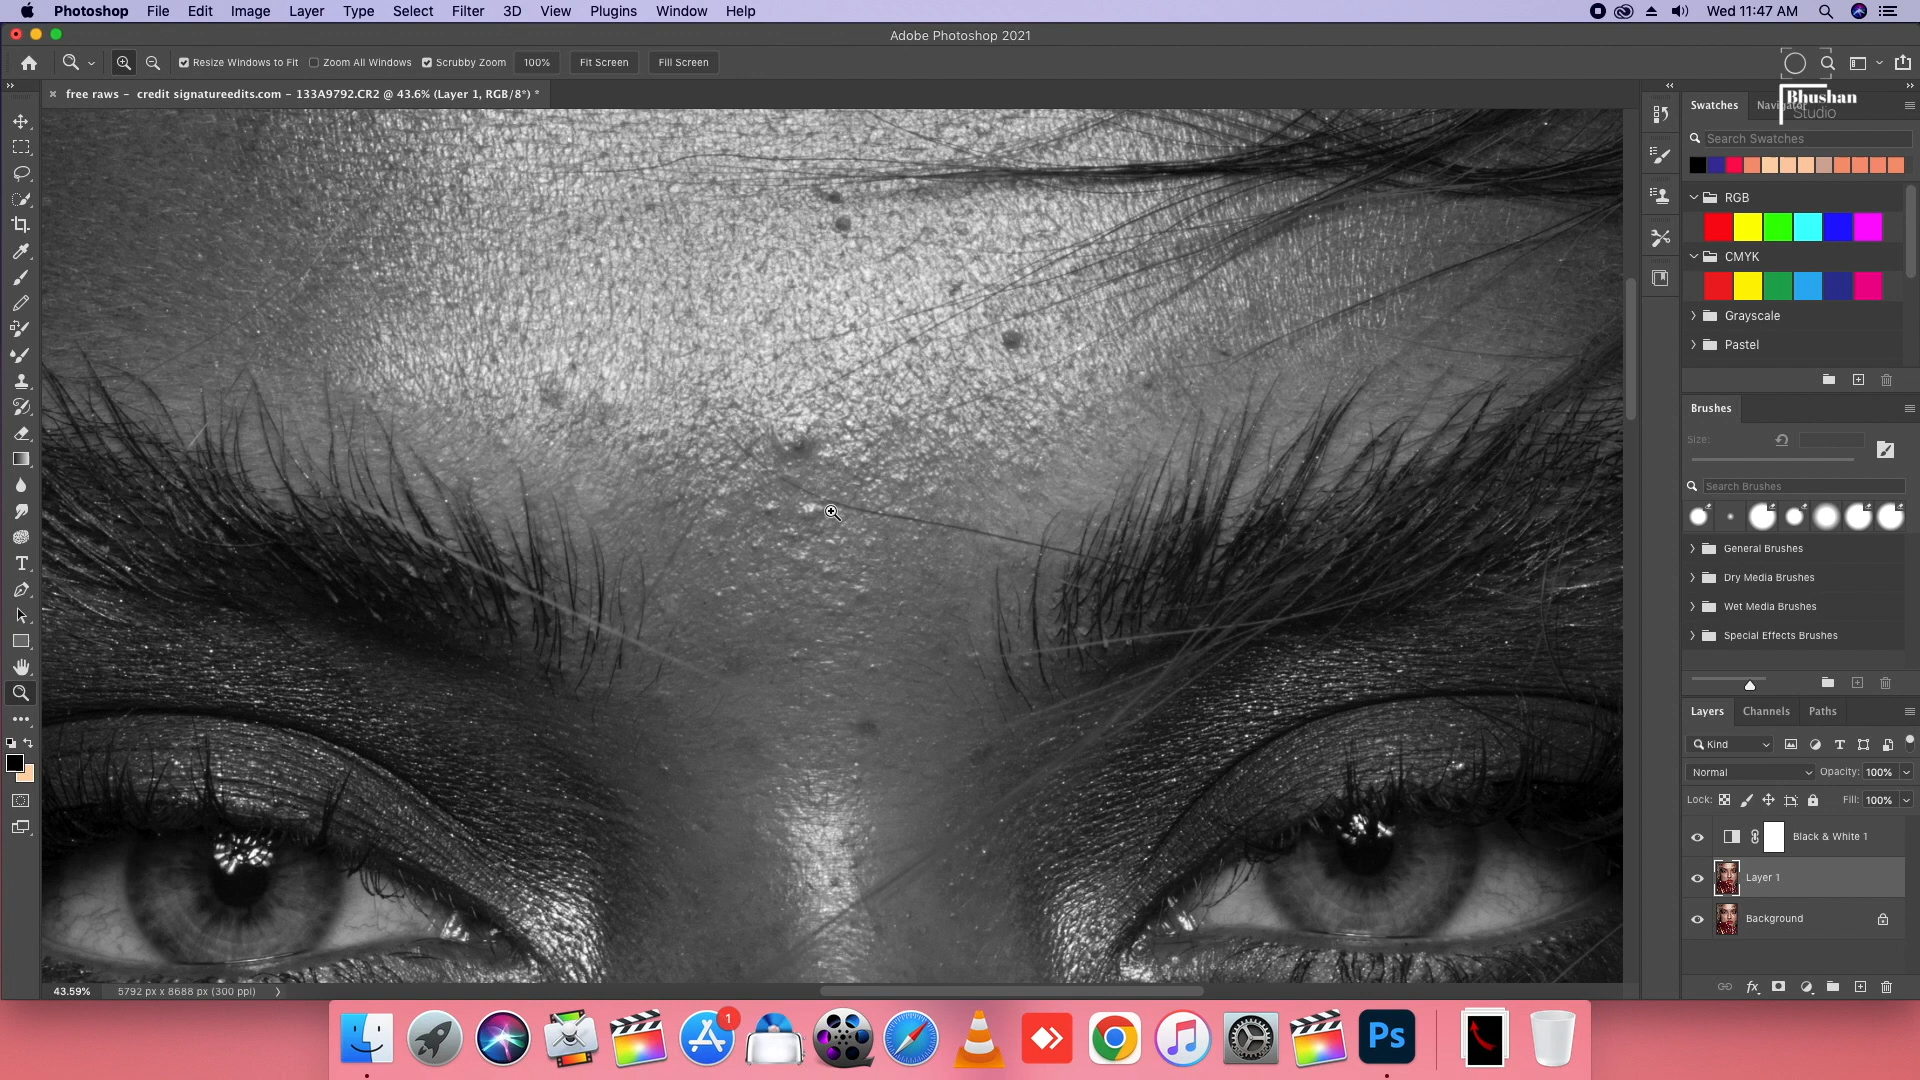 Photoshop File Edit Image Layer Type Select Filter 3D View Plugins Window Help Wed 11:47 AM
Adobe Photoshop 2021
Resize Windows to Fit Zoom All Windows Scrubby Zoom 100% Fit Screen Fill Screen
free raws - credit signatureedits.com - 133A9792.CR2 @ 43.6% (Layer 1, RGB/8*) *
Bhushan
Studio
Swatches
Search Swatches
RGB
CMYK
Grayscale
Pastel
Brushes
Size:
Search Brushes
General Brushes
Dry Media Brushes
Wet Media Brushes
Special Effects Brushes
Layers Channels Paths
Kind
Normal Opacity: 100%
Lock: Fill: 100%
Black & White 1
Layer 1
Background
43.59% 5792 px x 8688 px (300 ppi)
1
Ps